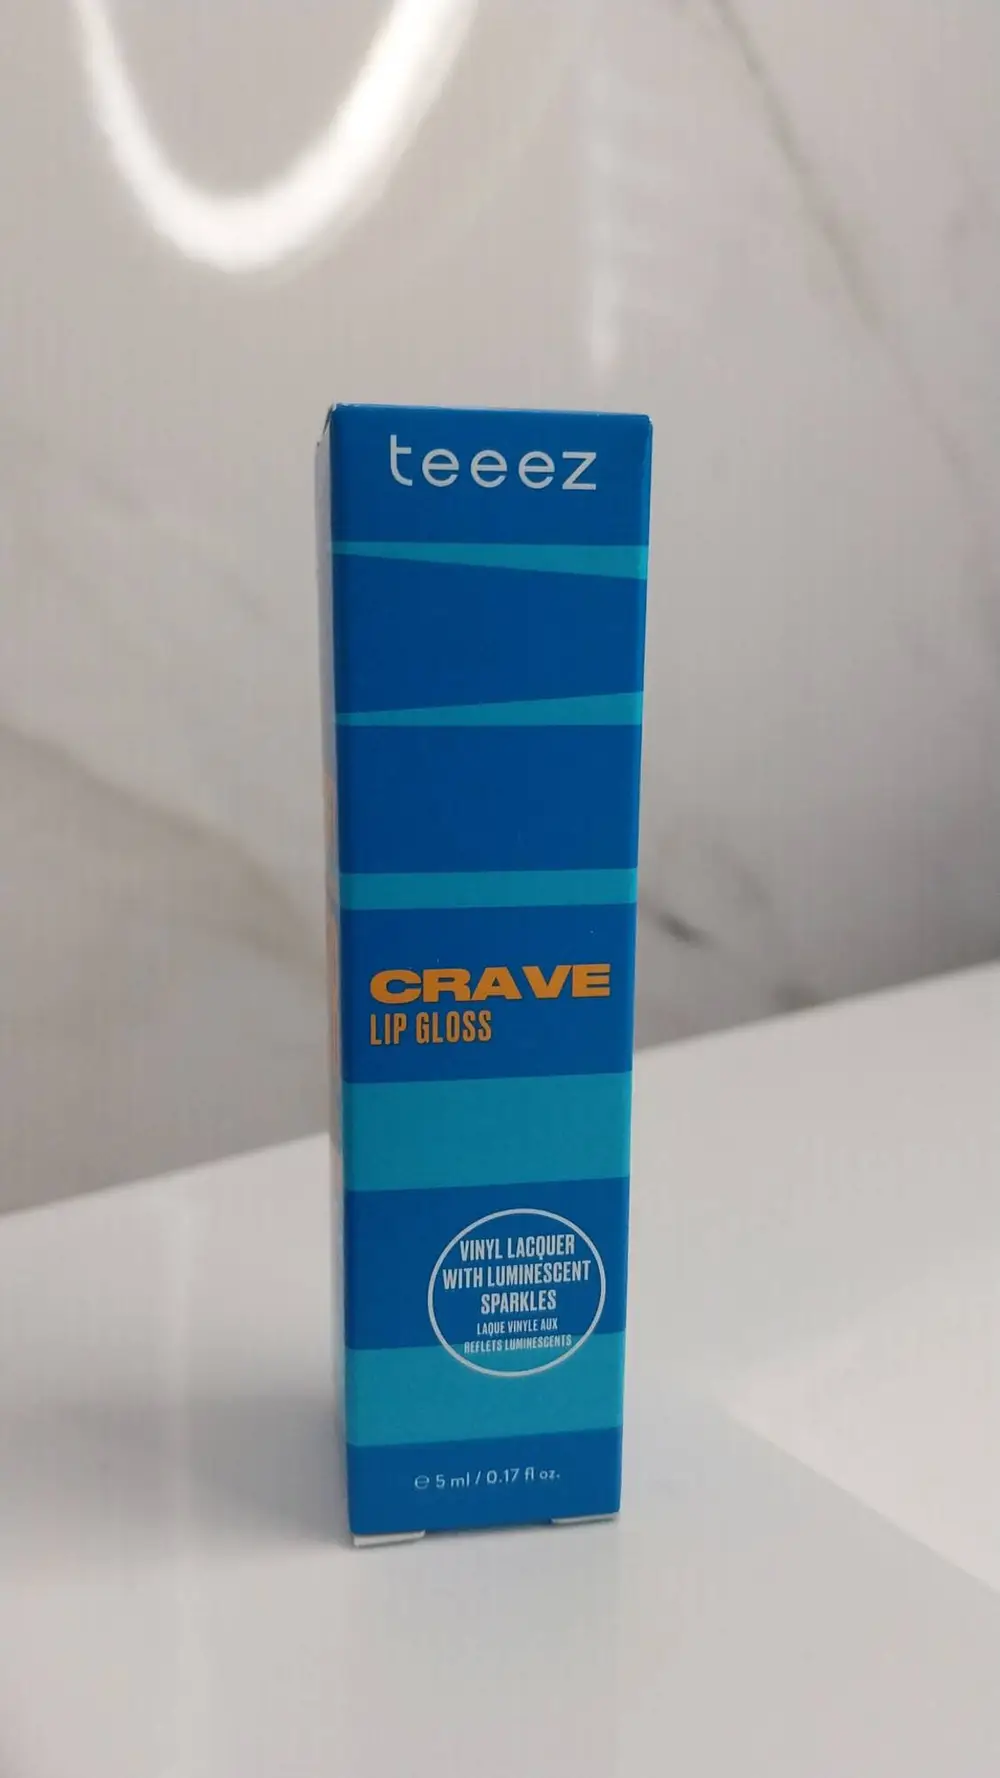 teeez
CRAVE
LIP GLOSS
VINYL LACQUER
WITH LUMINESCENT
SPARKLES
LAQUE VINYLE AUX
REFLETS LUMINESCENTS
℮ 5 ml / 0.17 fl oz.